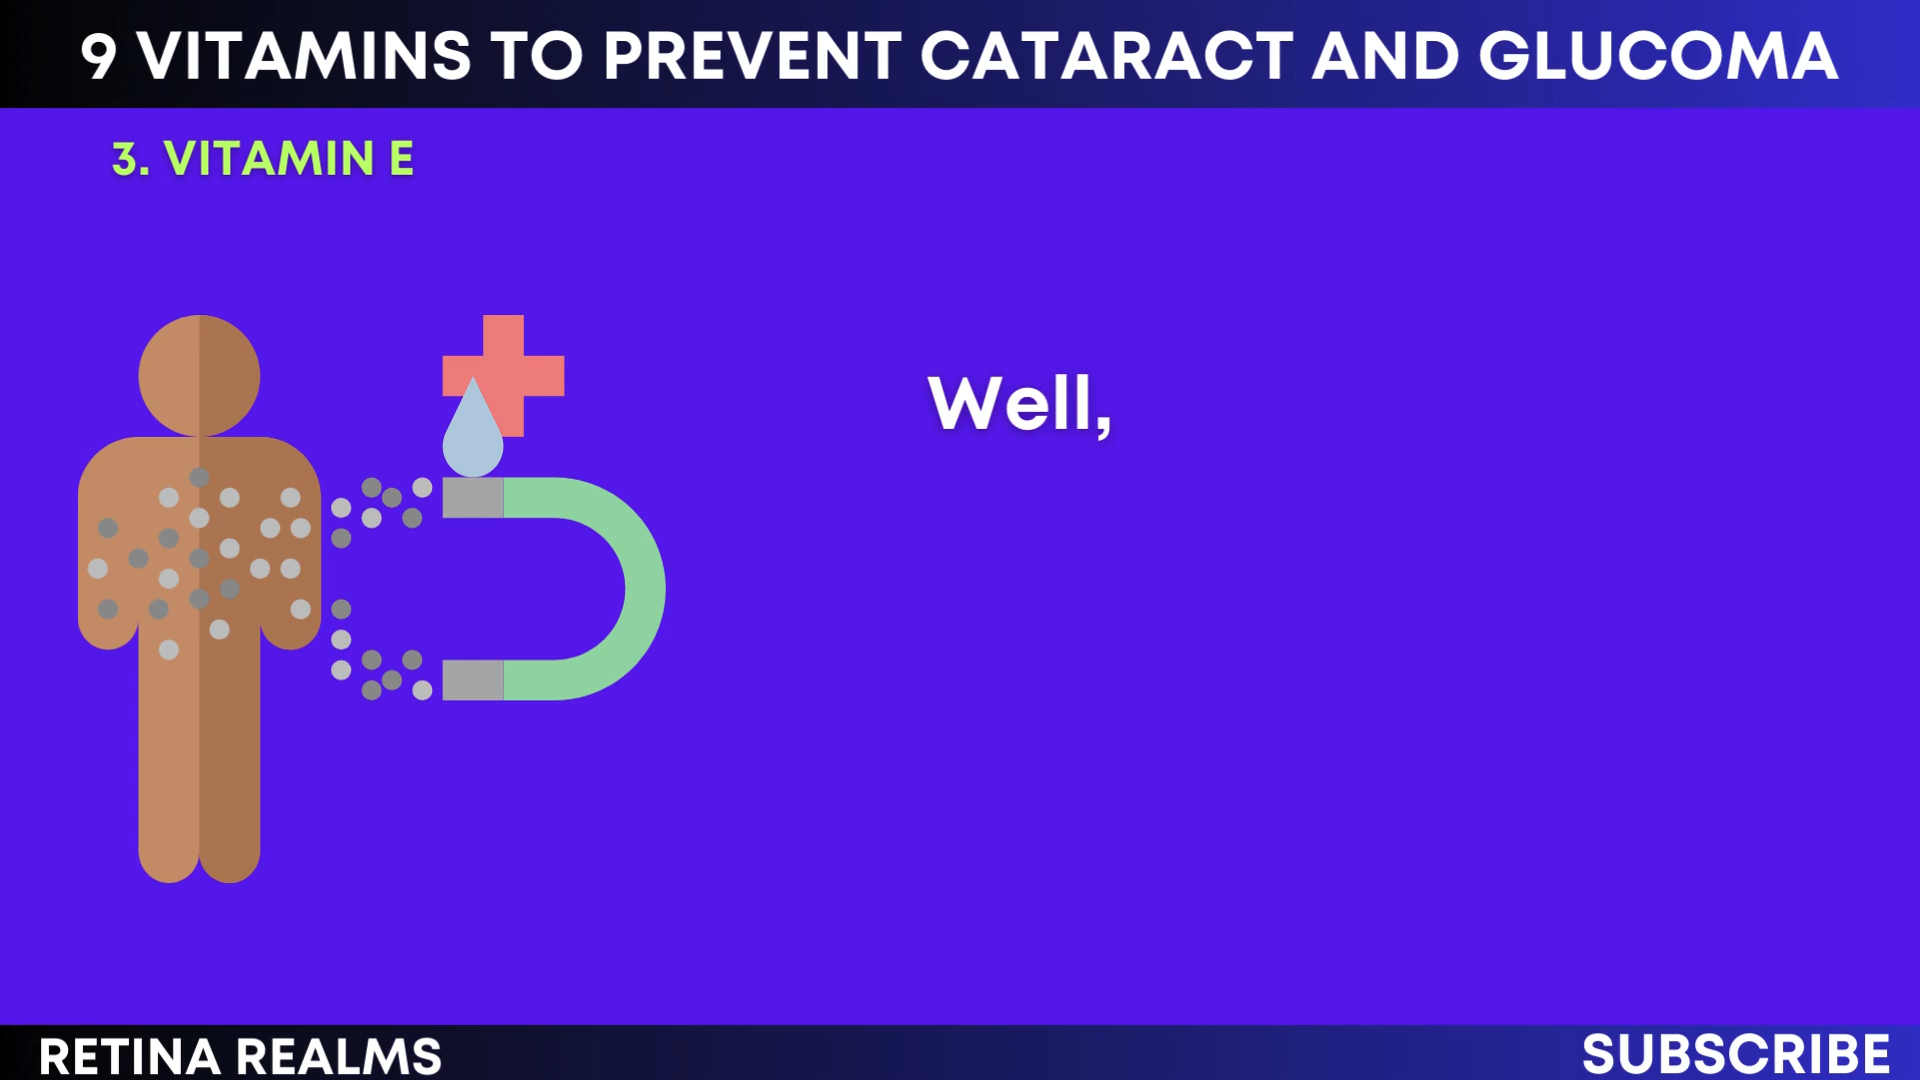 9 VITAMINS TO PREVENT CATARACT AND GLUCOMA
3. VITAMIN E
Well,
RETINA REALMS
SUBSCRIBE